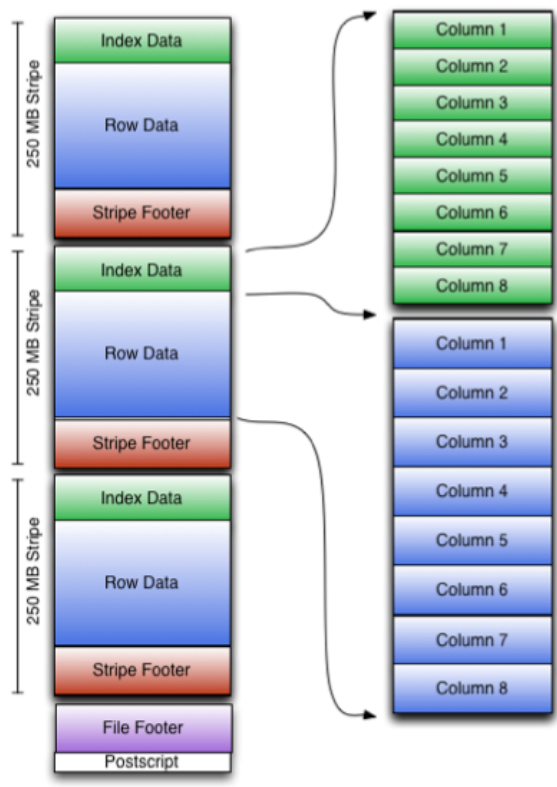 250 MB Stripe
Index Data
Row Data
Stripe Footer
250 MB Stripe
Index Data
Row Data
Stripe Footer
250 MB Stripe
Index Data
Row Data
Stripe Footer
File Footer
Postscript
Column 1
Column 2
Column 3
Column 4
Column 5
Column 6
Column 7
Column 8
Column 1
Column 2
Column 3
Column 4
Column 5
Column 6
Column 7
Column 8